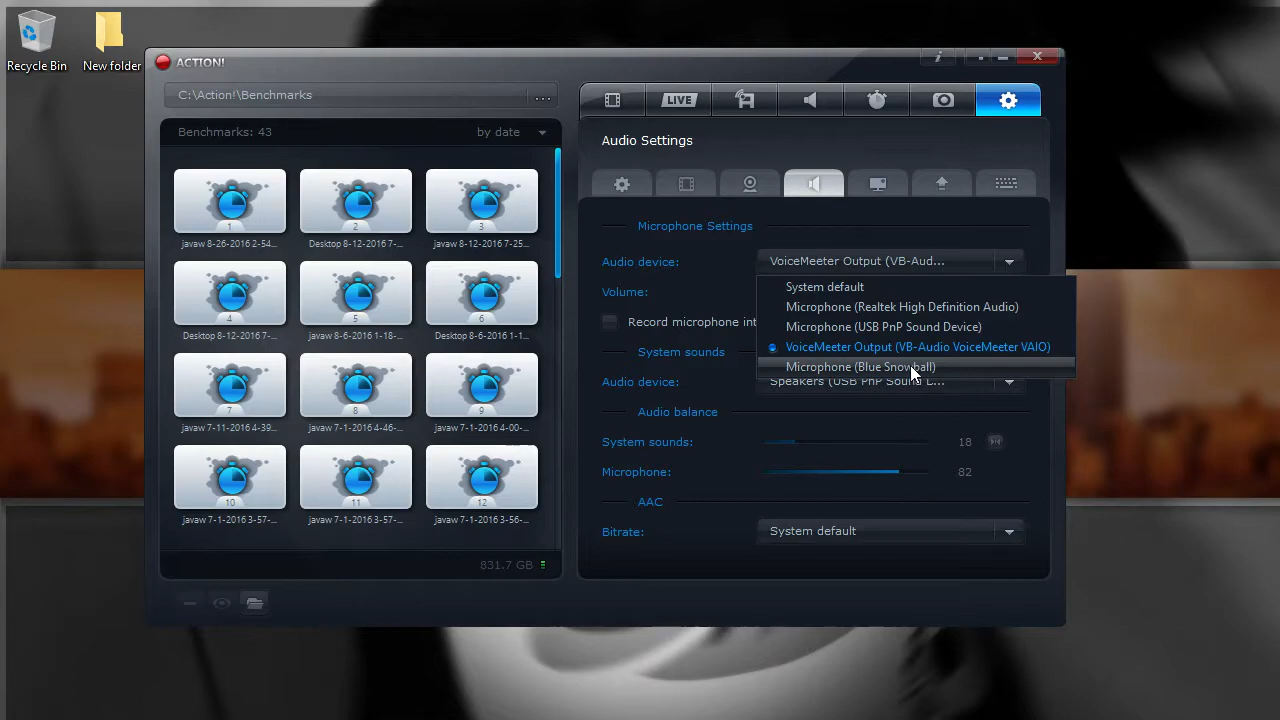 Recycle Bin
New folder
ACTION!
C:\Action!\Benchmarks
...
LIVE
Benchmarks: 43
by date
Audio Settings
1
2
3
javaw 8-26-2016 2-54...
Desktop 8-12-2016 7-...
javaw 8-12-2016 7-25...
4
5
6
Desktop 8-12-2016 7-...
javaw 8-6-2016 1-18-...
Desktop 8-6-2016 1-1...
7
8
9
javaw 7-11-2016 4-39...
javaw 7-1-2016 4-46-...
javaw 7-1-2016 4-00-...
10
11
12
javaw 7-1-2016 3-57-...
javaw 7-1-2016 3-57-...
javaw 7-1-2016 3-56-...
831.7 GB
Microphone Settings
Audio device:
VoiceMeeter Output (VB-Aud...
System default
Microphone (Realtek High Definition Audio)
Microphone (USB PnP Sound Device)
VoiceMeeter Output (VB-Audio VoiceMeeter VAIO)
Microphone (Blue Snowball)
Volume:
Record microphone int
System sounds
Audio device:
Speakers (USB PnP Sound D...
Audio balance
System sounds:
18
Microphone:
82
AAC
Bitrate:
System default